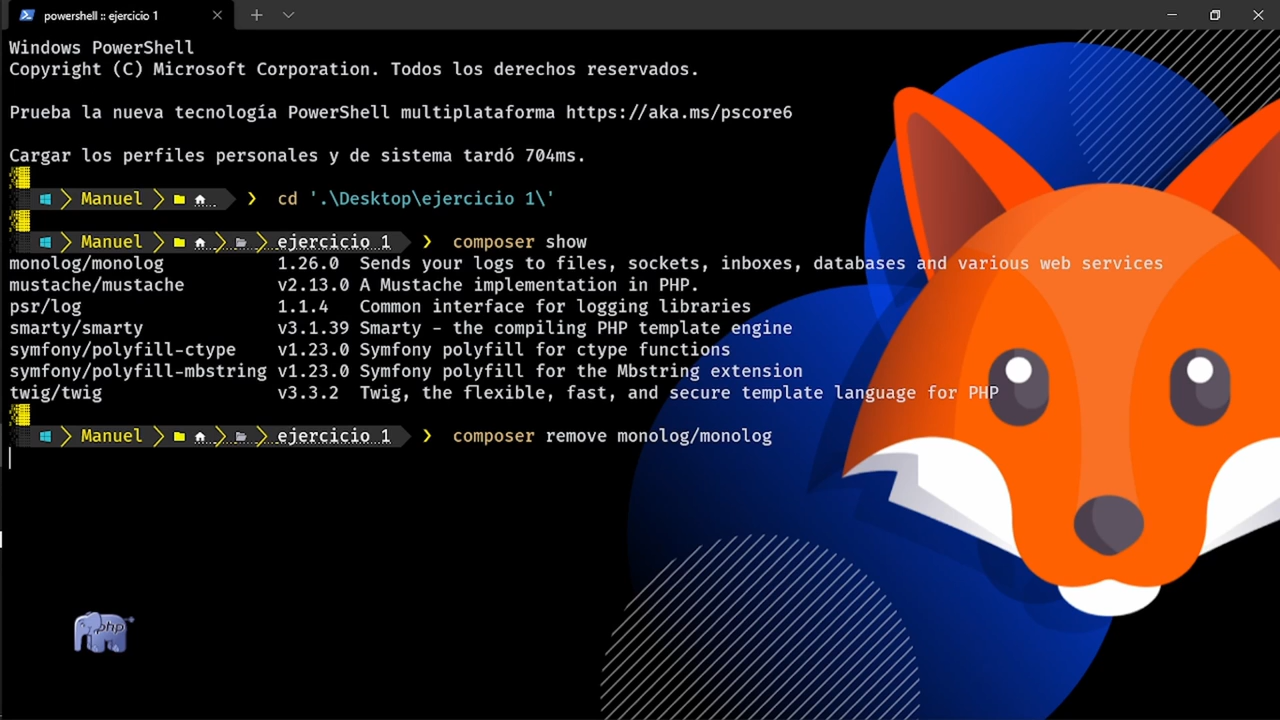 powershell :: ejercicio 1
Windows PowerShell
Copyright (C) Microsoft Corporation. Todos los derechos reservados.
Prueba la nueva tecnología PowerShell multiplataforma https://aka.ms/pscore6
Cargar los perfiles personales y de sistema tardó 704ms.
Manuel .. ❯ cd '.\Desktop\ejercicio 1\'
Manuel ejercicio 1 ❯ composer show
monolog/monolog 1.26.0 Sends your logs to files, sockets, inboxes, databases and various web services
mustache/mustache v2.13.0 A Mustache implementation in PHP.
psr/log 1.1.4 Common interface for logging libraries
smarty/smarty v3.1.39 Smarty - the compiling PHP template engine
symfony/polyfill-ctype v1.23.0 Symfony polyfill for ctype functions
symfony/polyfill-mbstring v1.23.0 Symfony polyfill for the Mbstring extension
twig/twig v3.3.2 Twig, the flexible, fast, and secure template language for PHP
Manuel ejercicio 1 ❯ composer remove monolog/monolog
php